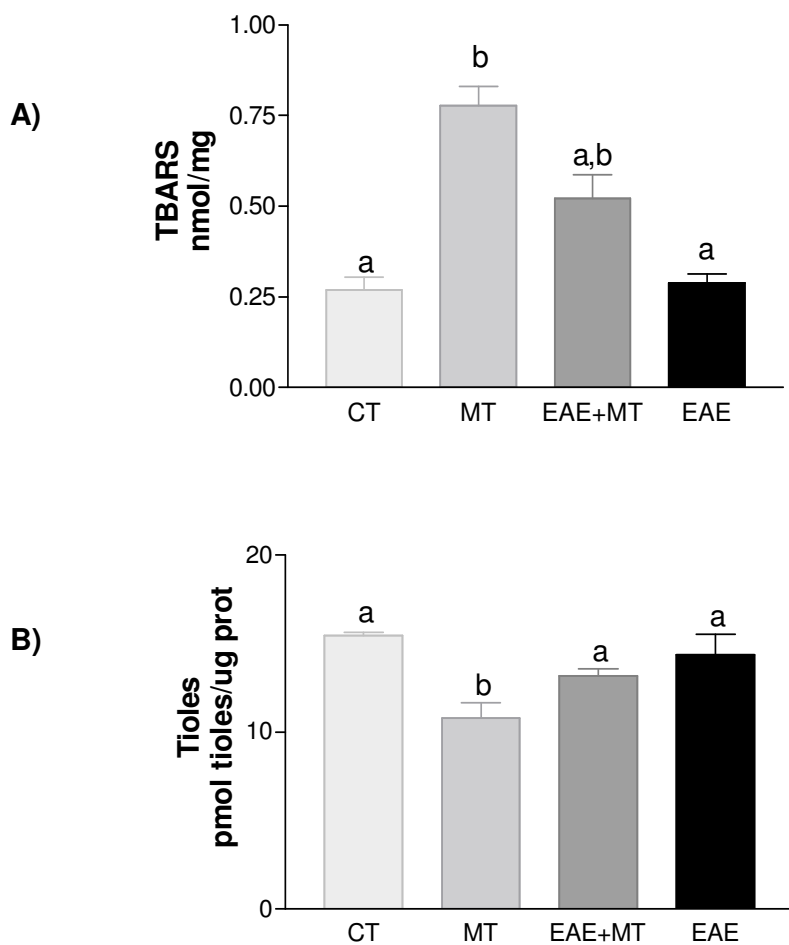 A)
TBARS
nmol/mg
1.00
0.75
0.50
0.25
0.00
a
b
a,b
a
CT MT EAE+MT EAE
B)
Tioles
pmol tioles/ug prot
20
10
0
a
b
a
a
CT MT EAE+MT EAE